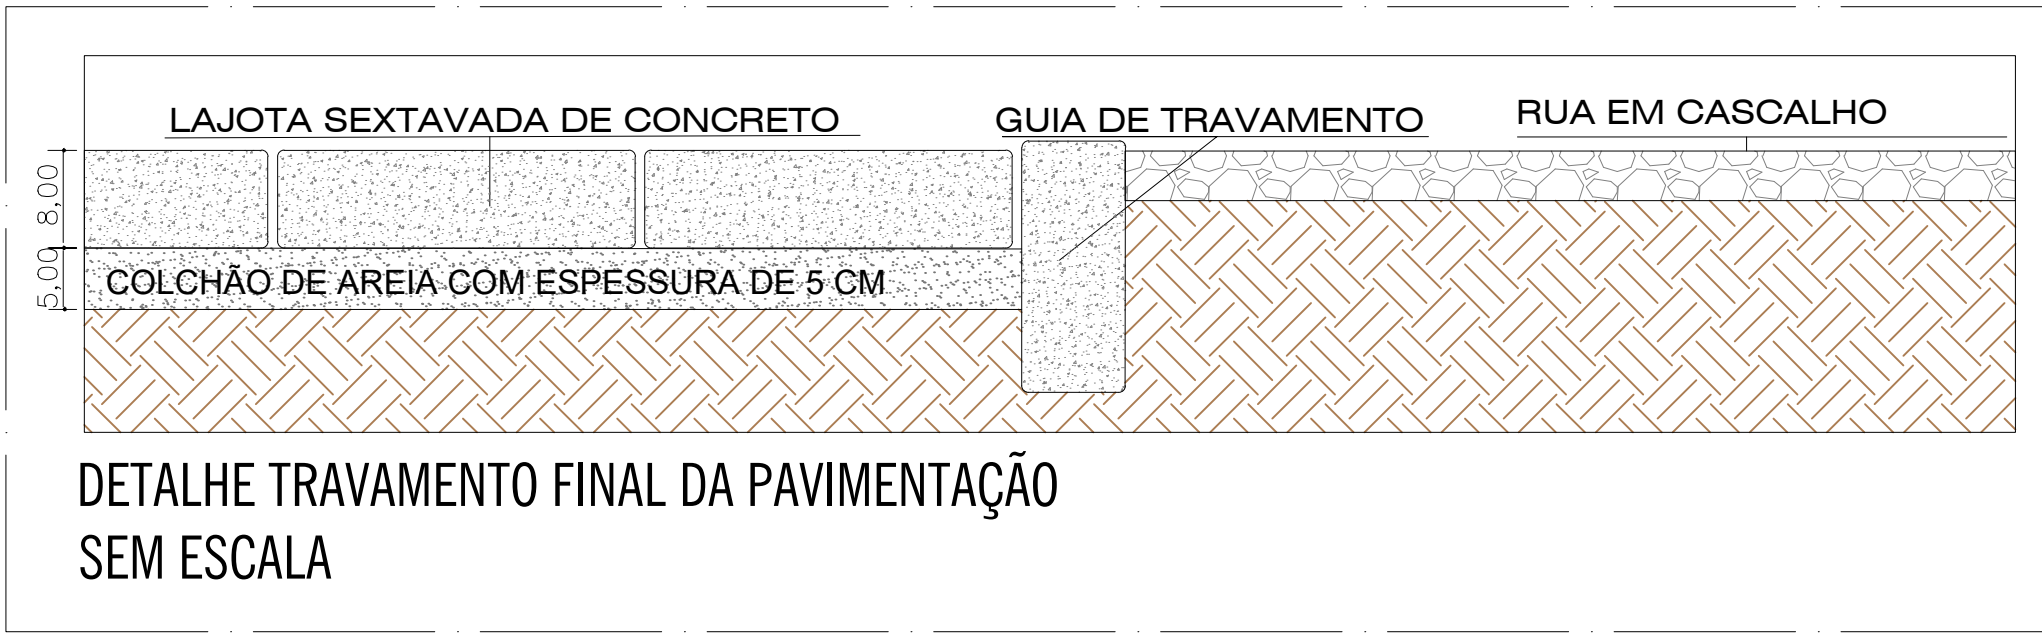 LAJOTA SEXTAVADA DE CONCRETO
GUIA DE TRAVAMENTO
RUA EM CASCALHO
8,00
5,00
COLCHÃO DE AREIA COM ESPESSURA DE 5 CM
DETALHE TRAVAMENTO FINAL DA PAVIMENTAÇÃO
SEM ESCALA